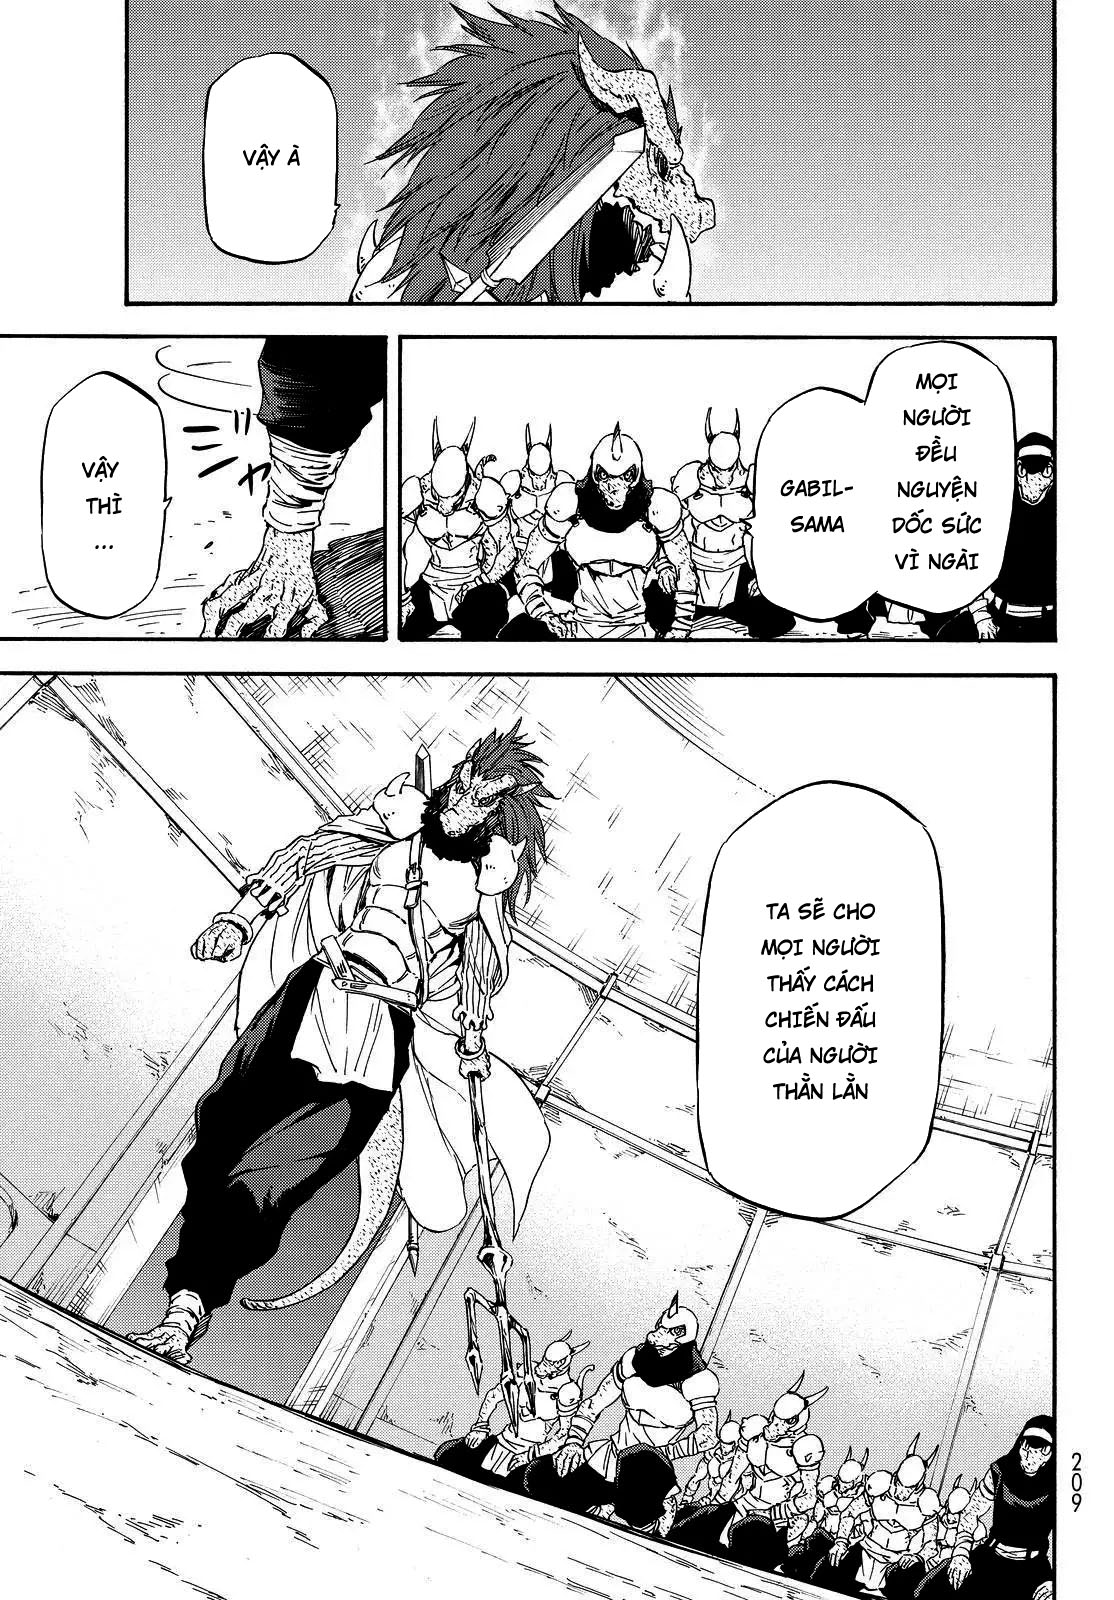 VẬY À
MỌI
NGƯỜI
ĐỀU
NGUYỆN
DỐC SỨC
VÌ NGÀI
GABIL-
SAMA
VẬY
THÌ
...
TA SẼ CHO
MỌI NGƯỜI
THẤY CÁCH
CHIẾN ĐẤU
CỦA NGƯỜI
THẰN LẰN
209